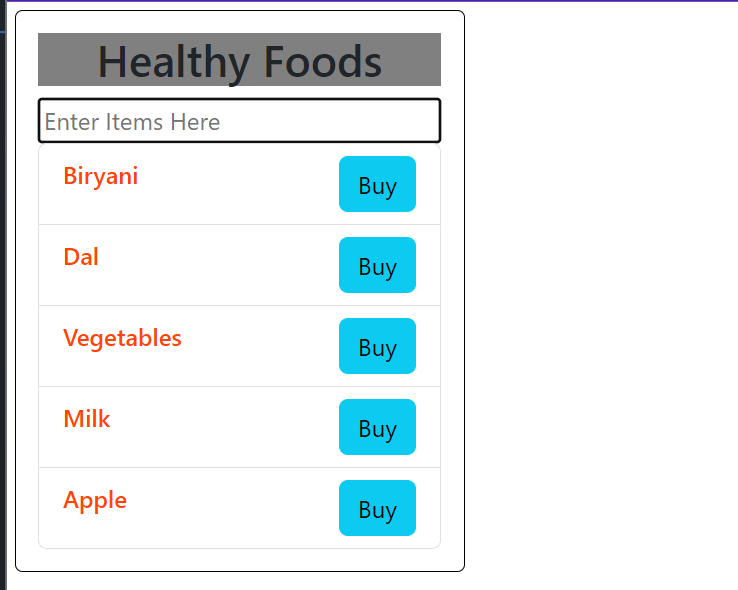 Healthy Foods
Enter Items Here
Biryani
Buy
Dal
Buy
Vegetables
Buy
Milk
Buy
Apple
Buy